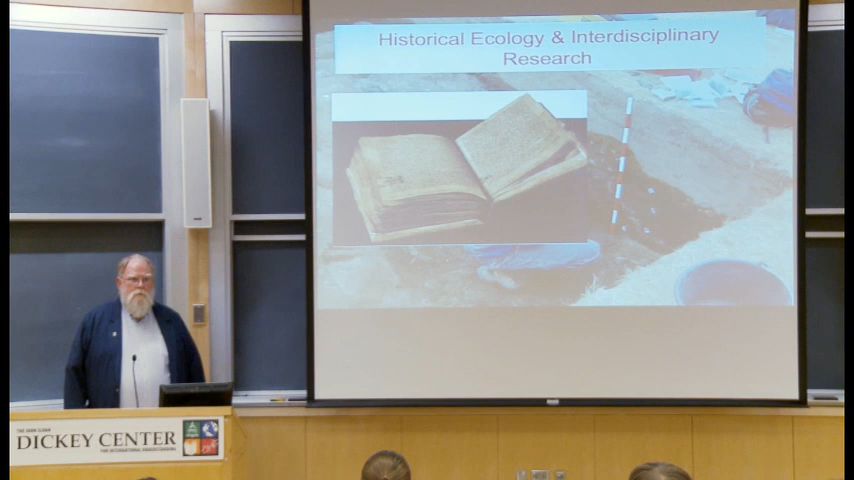 Historical Ecology & Interdisciplinary
Research
THE JOHN SLOAN
DICKEY CENTER
FOR INTERNATIONAL UNDERSTANDING